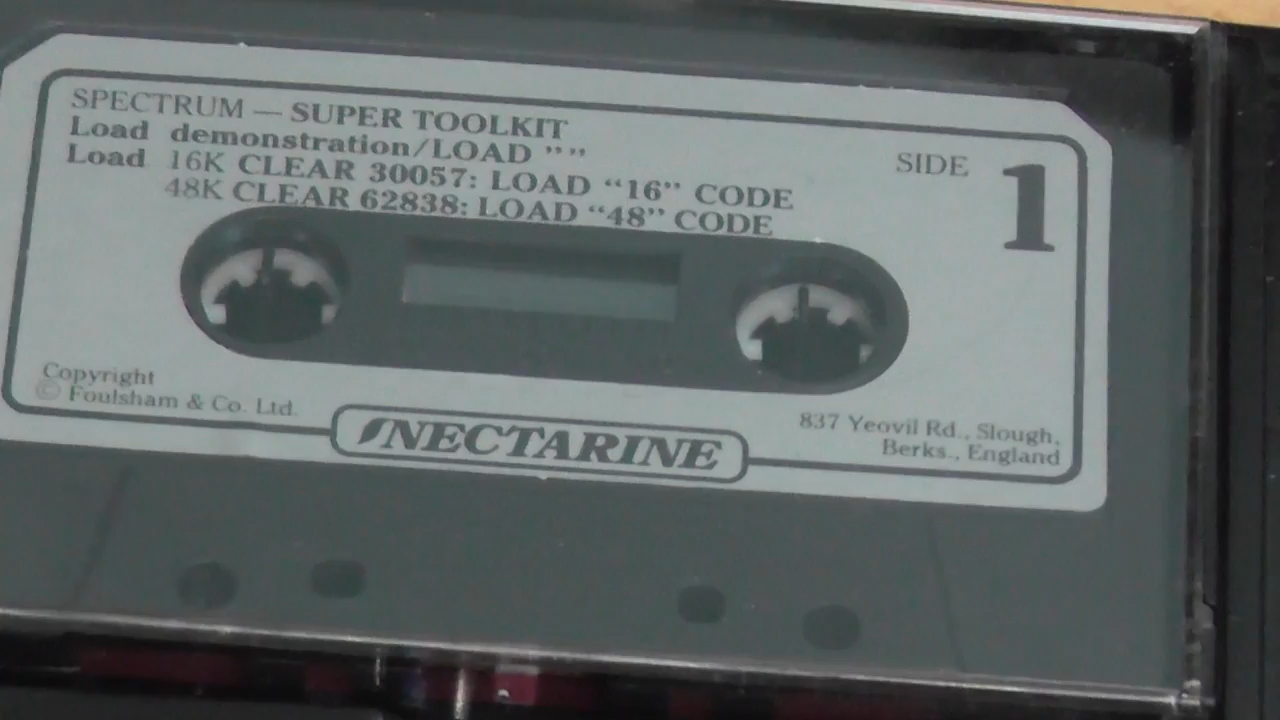 SPECTRUM — SUPER TOOLKIT
Load demonstration/LOAD ””
Load 16K CLEAR 30057: LOAD “16” CODE
48K CLEAR 62838: LOAD “48” CODE
SIDE 1
Copyright
© Foulsham & Co. Ltd.
NECTARINE
837 Yeovil Rd., Slough,
Berks., England